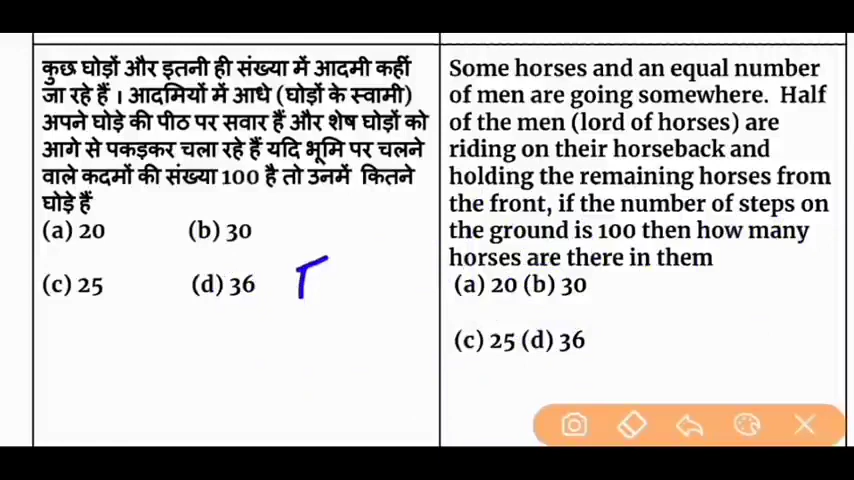 कुछ घोड़ों और इतनी ही संख्या में आदमी कहीं
जा रहे हैं । आदमियों में आधे (घोड़ों के स्वामी)
अपने घोड़े की पीठ पर सवार हैं और शेष घोड़ों को
आगे से पकड़कर चला रहे हैं यदि भूमि पर चलने
वाले कदमों की संख्या 100 है तो उनमें कितने
घोड़े हैं
(a) 20 (b) 30
(c) 25 (d) 36
Some horses and an equal number
of men are going somewhere. Half
of the men (lord of horses) are
riding on their horseback and
holding the remaining horses from
the front, if the number of steps on
the ground is 100 then how many
horses are there in them
(a) 20 (b) 30
(c) 25 (d) 36